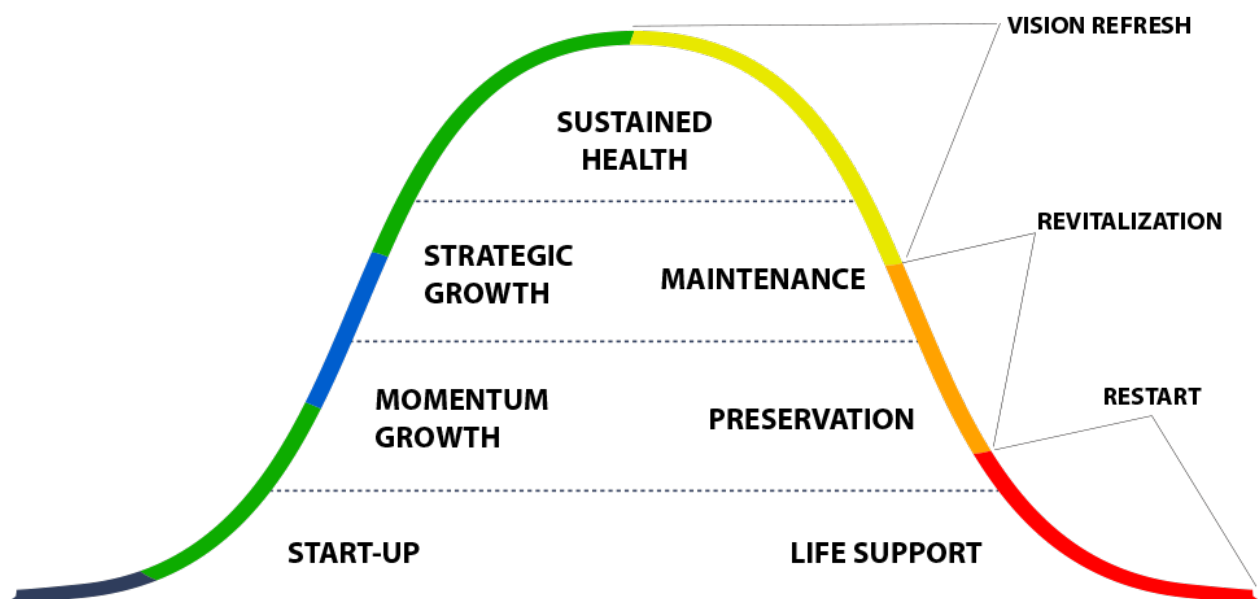 VISION REFRESH
SUSTAINED
HEALTH
REVITALIZATION
STRATEGIC
GROWTH
MAINTENANCE
RESTART
MOMENTUM
GROWTH
PRESERVATION
START-UP
LIFE SUPPORT